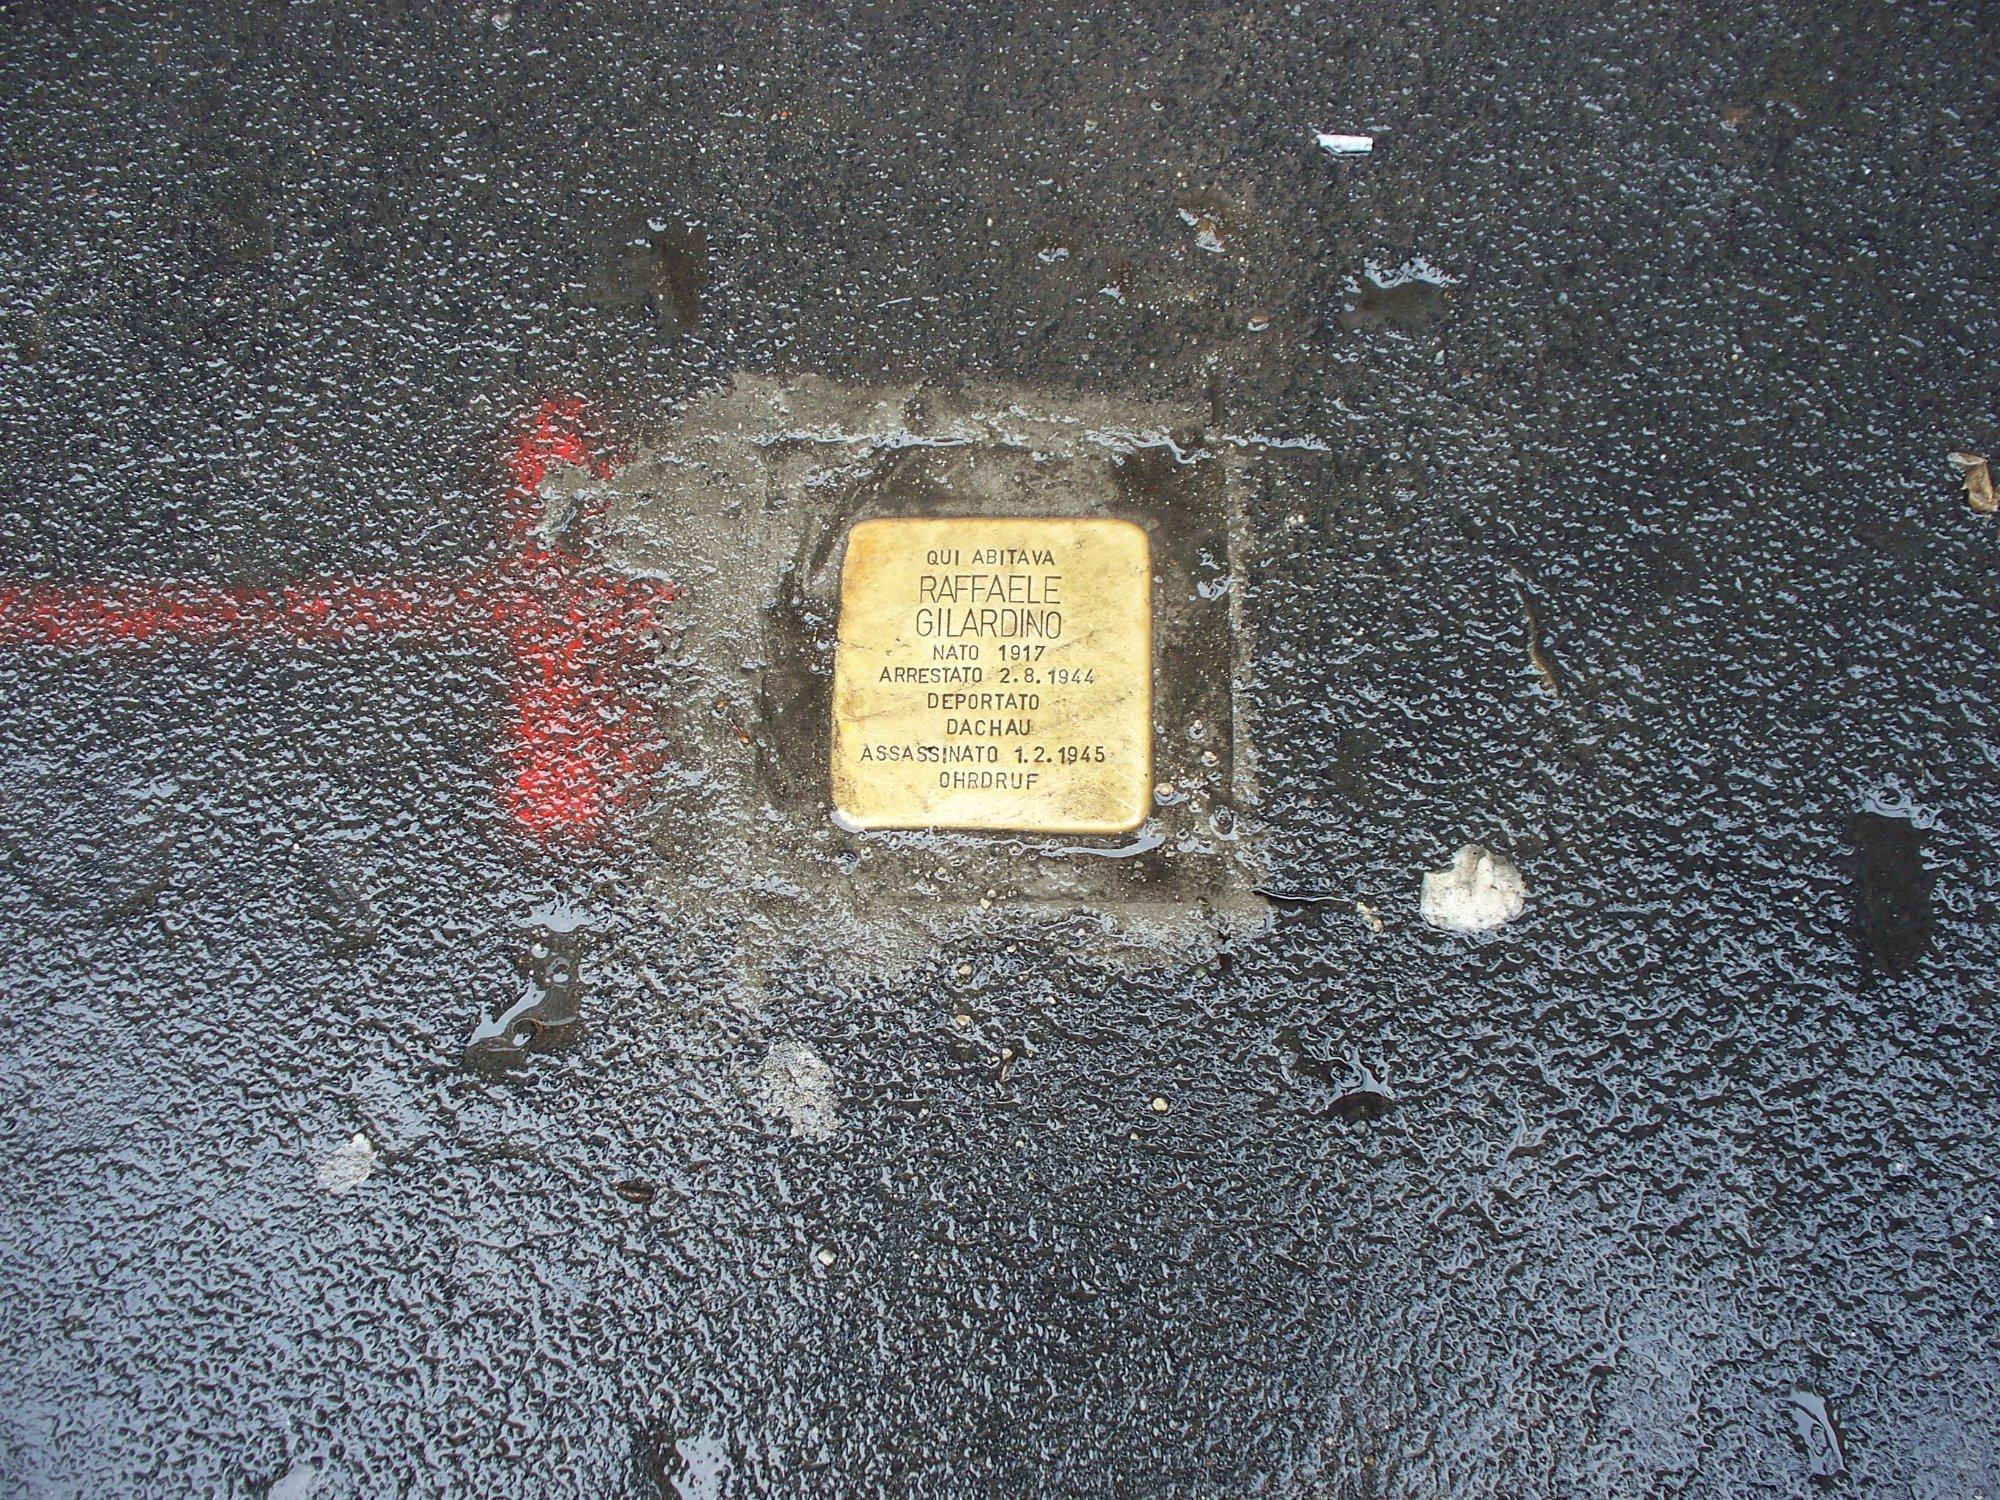 QUI ABITAVA
RAFFAELE
GILARDINO
NATO 1917
ARRESTATO 2.8.1944
DEPORTATO
DACHAU
ASSASSINATO 1.2.1945
OHRDRUF